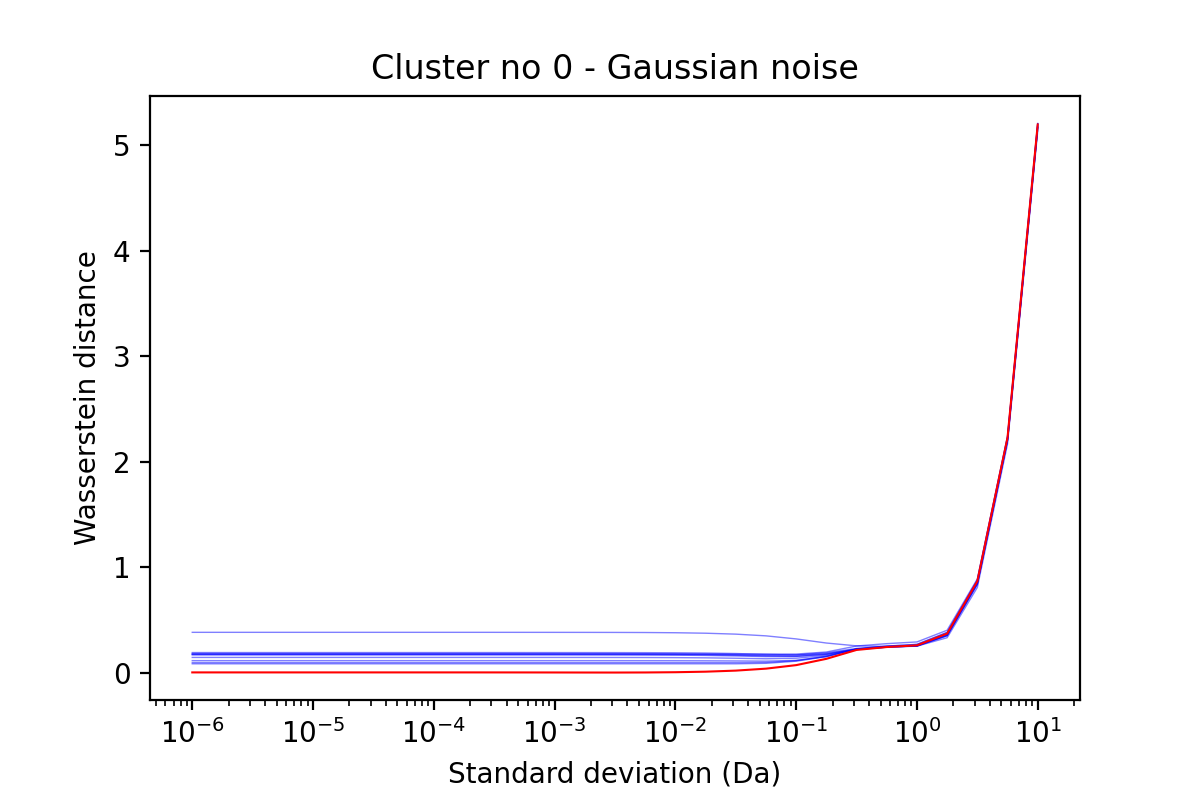 Cluster no 0 - Gaussian noise
Wasserstein distance
5
4
3
2
1
0
10⁻⁶ 10⁻⁵ 10⁻⁴ 10⁻³ 10⁻² 10⁻¹ 10⁰ 10¹
Standard deviation (Da)